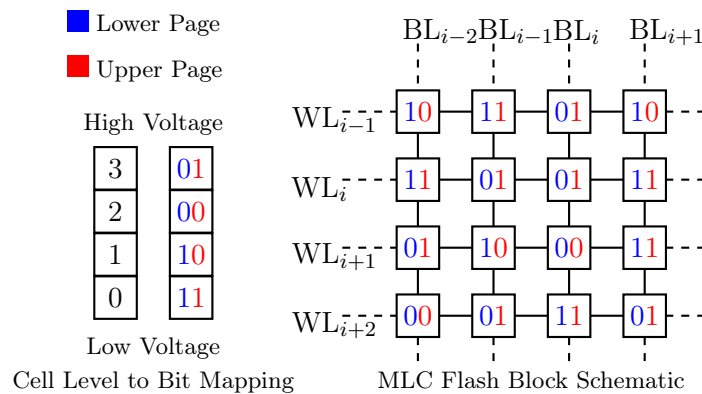 Lower Page
Upper Page
High Voltage
3 01
2 00
1 10
0 11
Low Voltage
Cell Level to Bit Mapping
BL_{i−2} BL_{i−1} BL_i BL_{i+1}
WL_{i−1} 10 11 01 10
WL_i 11 01 01 11
WL_{i+1} 01 10 00 11
WL_{i+2} 00 01 11 01
MLC Flash Block Schematic